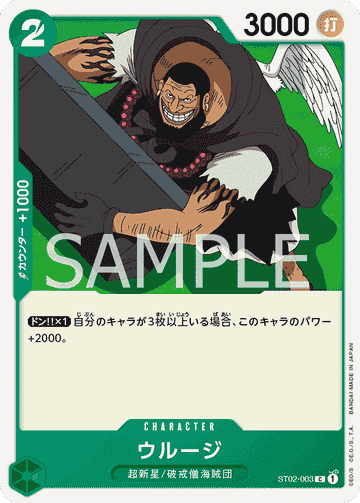 2
3000
打
カウンター +1000
SAMPLE
ドン!!×1 自分のキャラが3枚以上いる場合、このキャラのパワー
+2000。
CHARACTER
ウルージ
超新星/破戒僧海賊団
©E.O./S. ©E.O./S., T.A. BANDAI MADE IN JAPAN
ST02-003 C 1